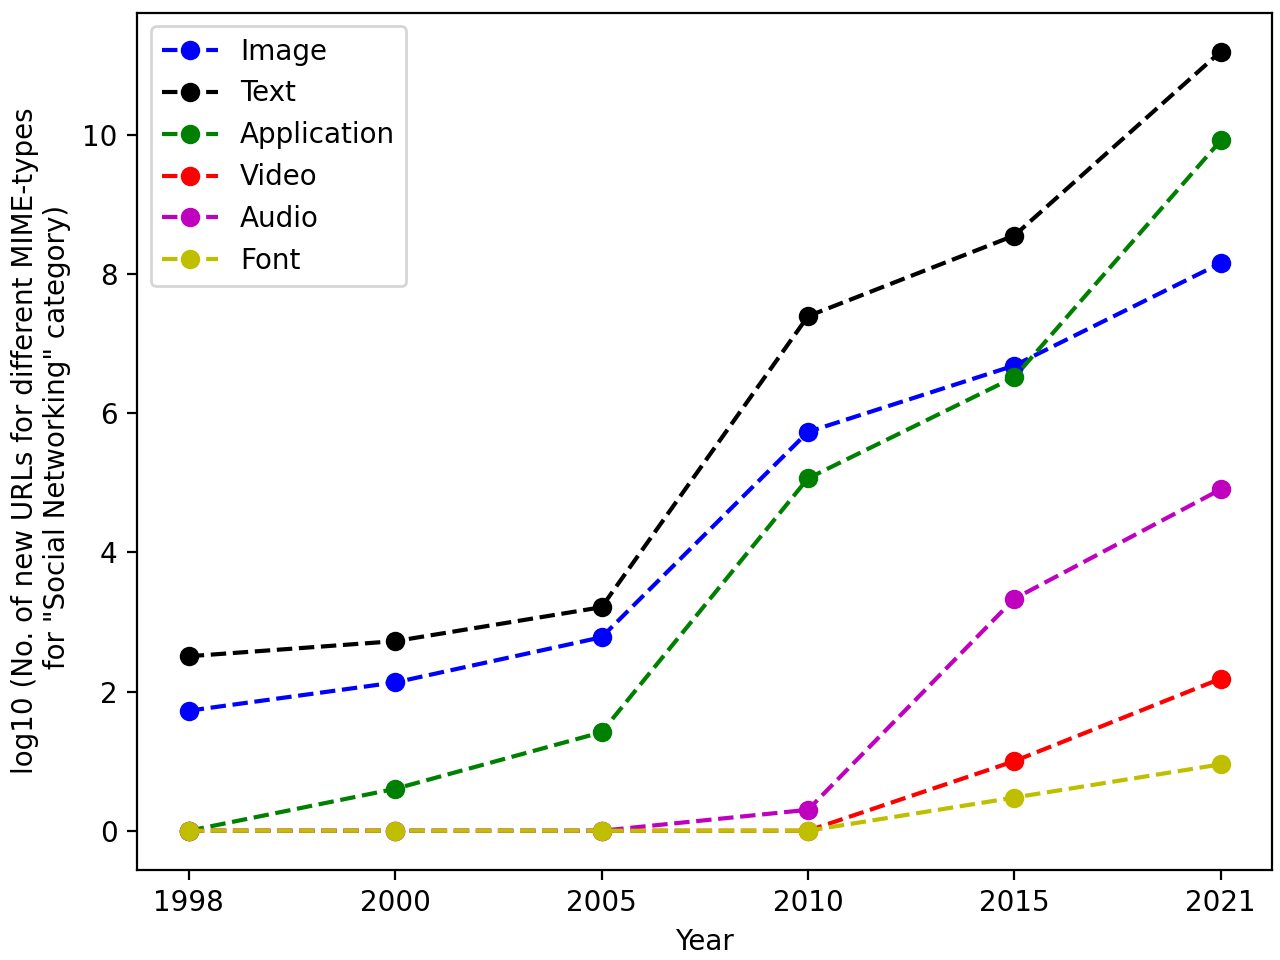 Image
Text
Application
Video
Audio
Font
log10 (No. of new URLs for different MIME-types
for "Social Networking" category)
10
8
6
4
2
0
1998 2000 2005 2010 2015 2021
Year